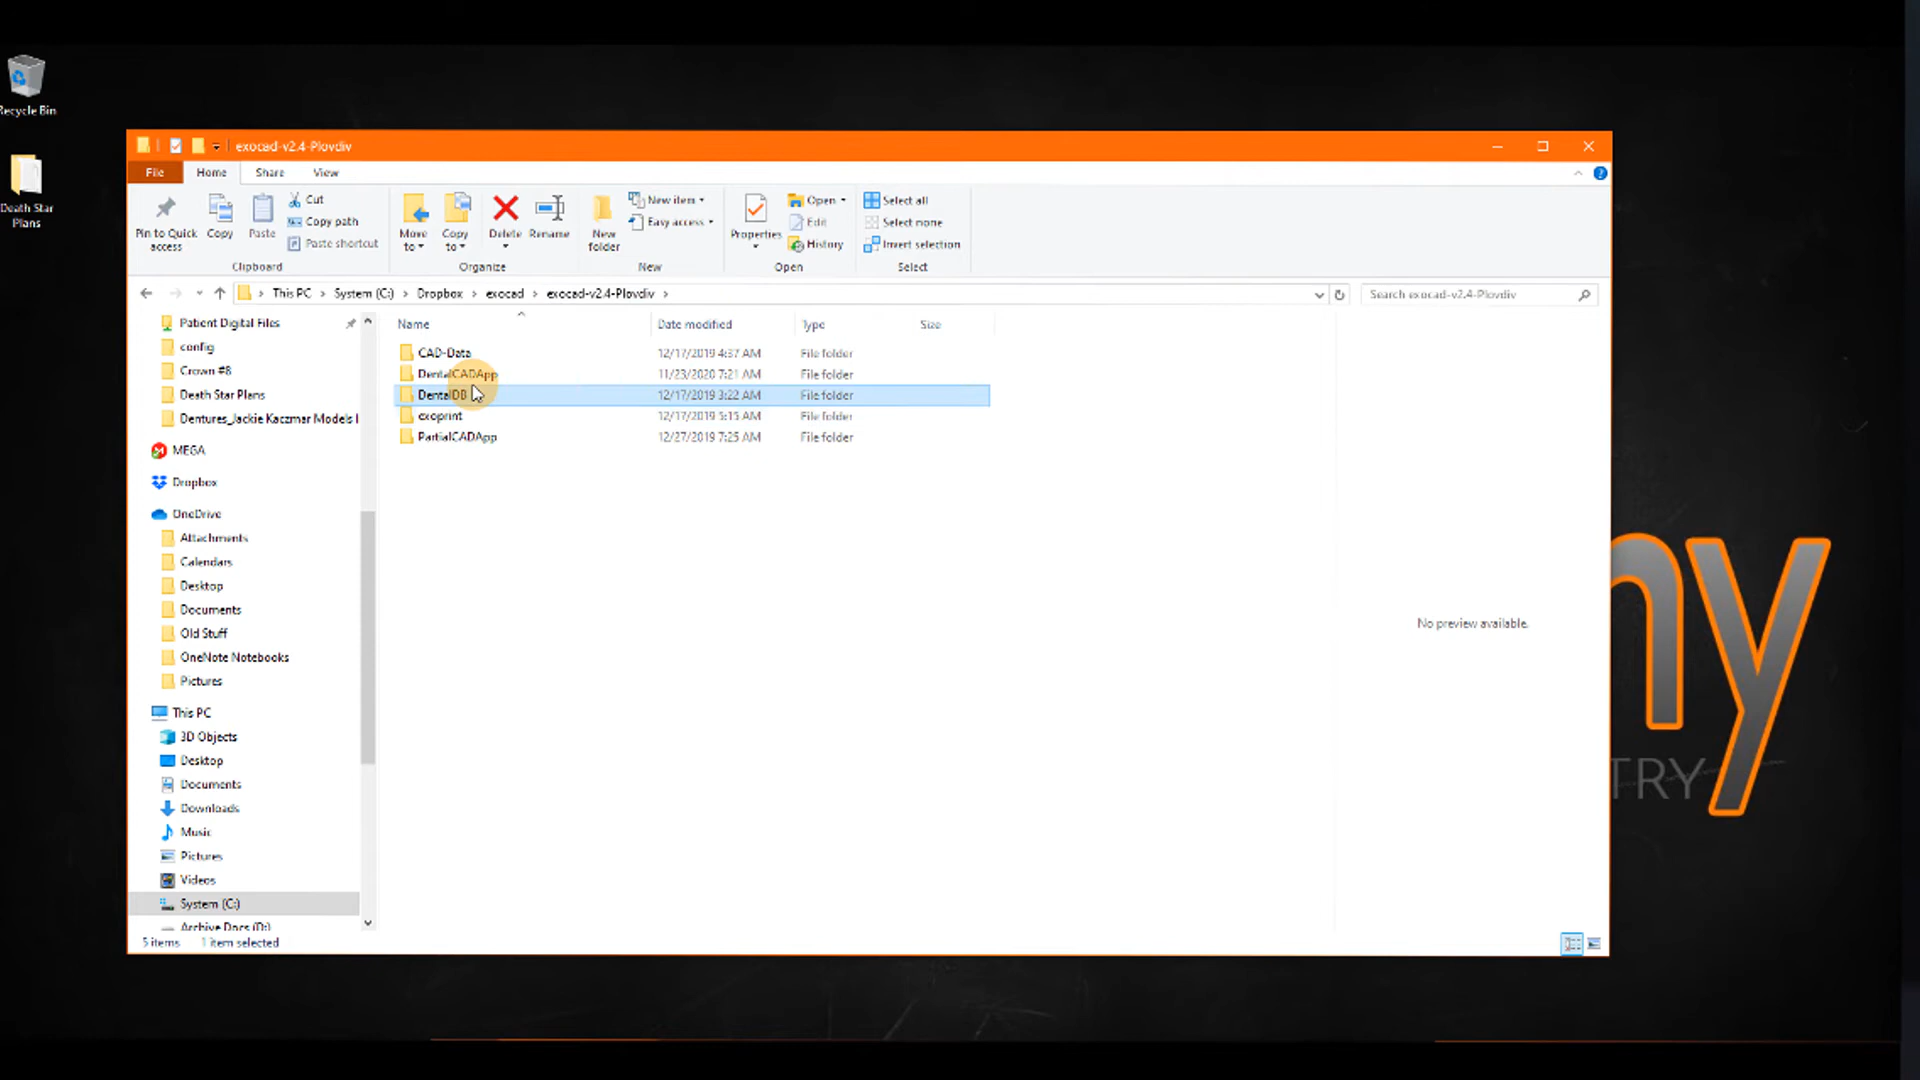 Recycle Bin
Death Star
Plans
exocad-v2.4-Plovdiv
File Home Share View
Pin to Quick
access
Copy
Paste
Cut
Copy path
Paste shortcut
Clipboard
Move
to
Copy
to
Delete
Rename
Organize
New
folder
New item
Easy access
New
Properties
Open
Edit
History
Open
Select all
Select none
Invert selection
Select
This PC > System (C:) > Dropbox > exocad > exocad-v2.4-Plovdiv >
Search exocad-v2.4-Plovdiv
Patient Digital Files
config
Crown #8
Death Star Plans
Dentures_Jackie Kaczmar Models
MEGA
Dropbox
OneDrive
Attachments
Calendars
Desktop
Documents
Old Stuff
OneNote Notebooks
Pictures
This PC
3D Objects
Desktop
Documents
Downloads
Music
Pictures
Videos
System (C:)
Archive Docs (D:)
Name Date modified Type Size
CAD-Data 12/17/2019 4:37 AM File folder
DentalCADApp 11/23/2020 7:21 AM File folder
DentalDB 12/17/2019 3:22 AM File folder
exoprint 12/17/2019 5:15 AM File folder
PartialCADApp 12/27/2019 7:25 AM File folder
No preview available.
5 items 1 item selected
ny
TRY